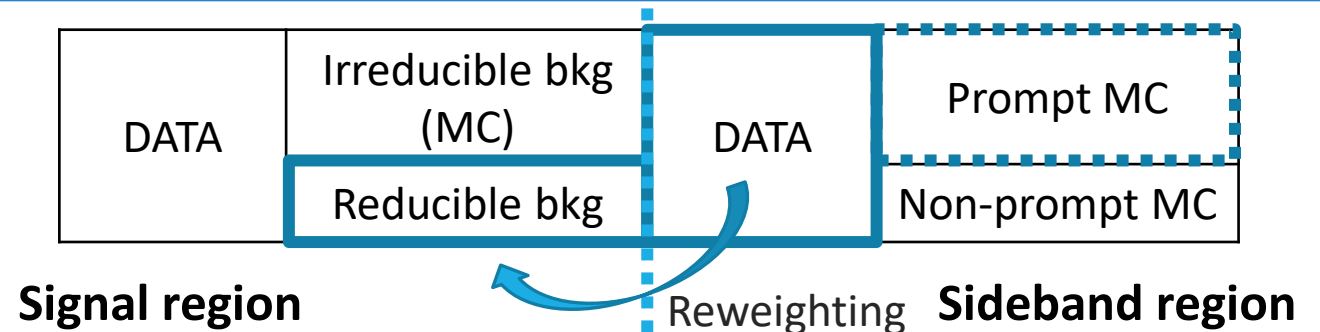 DATA
Irreducible bkg
(MC)
Reducible bkg
DATA
Prompt MC
Non-prompt MC
Signal region
Reweighting
Sideband region